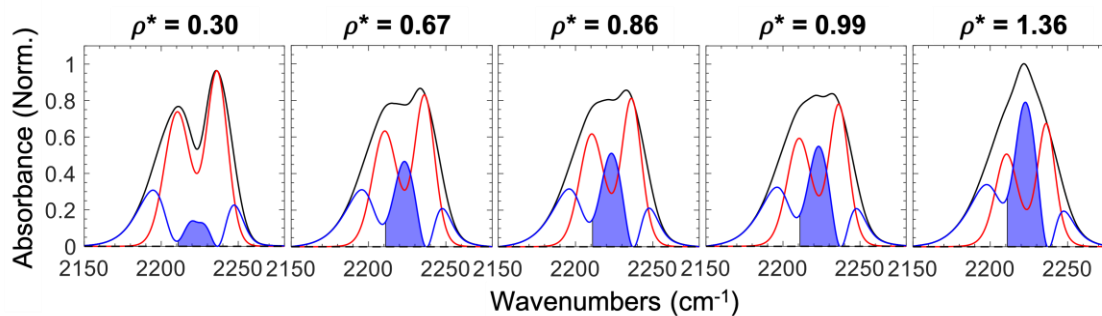 ρ* = 0.30 ρ* = 0.67 ρ* = 0.86 ρ* = 0.99 ρ* = 1.36
Absorbance (Norm.)
1
0.8
0.6
0.4
0.2
0
2150 2200 2250 2150 2200 2250 2150 2200 2250 2150 2200 2250 2150 2200 2250
Wavenumbers (cm⁻¹)